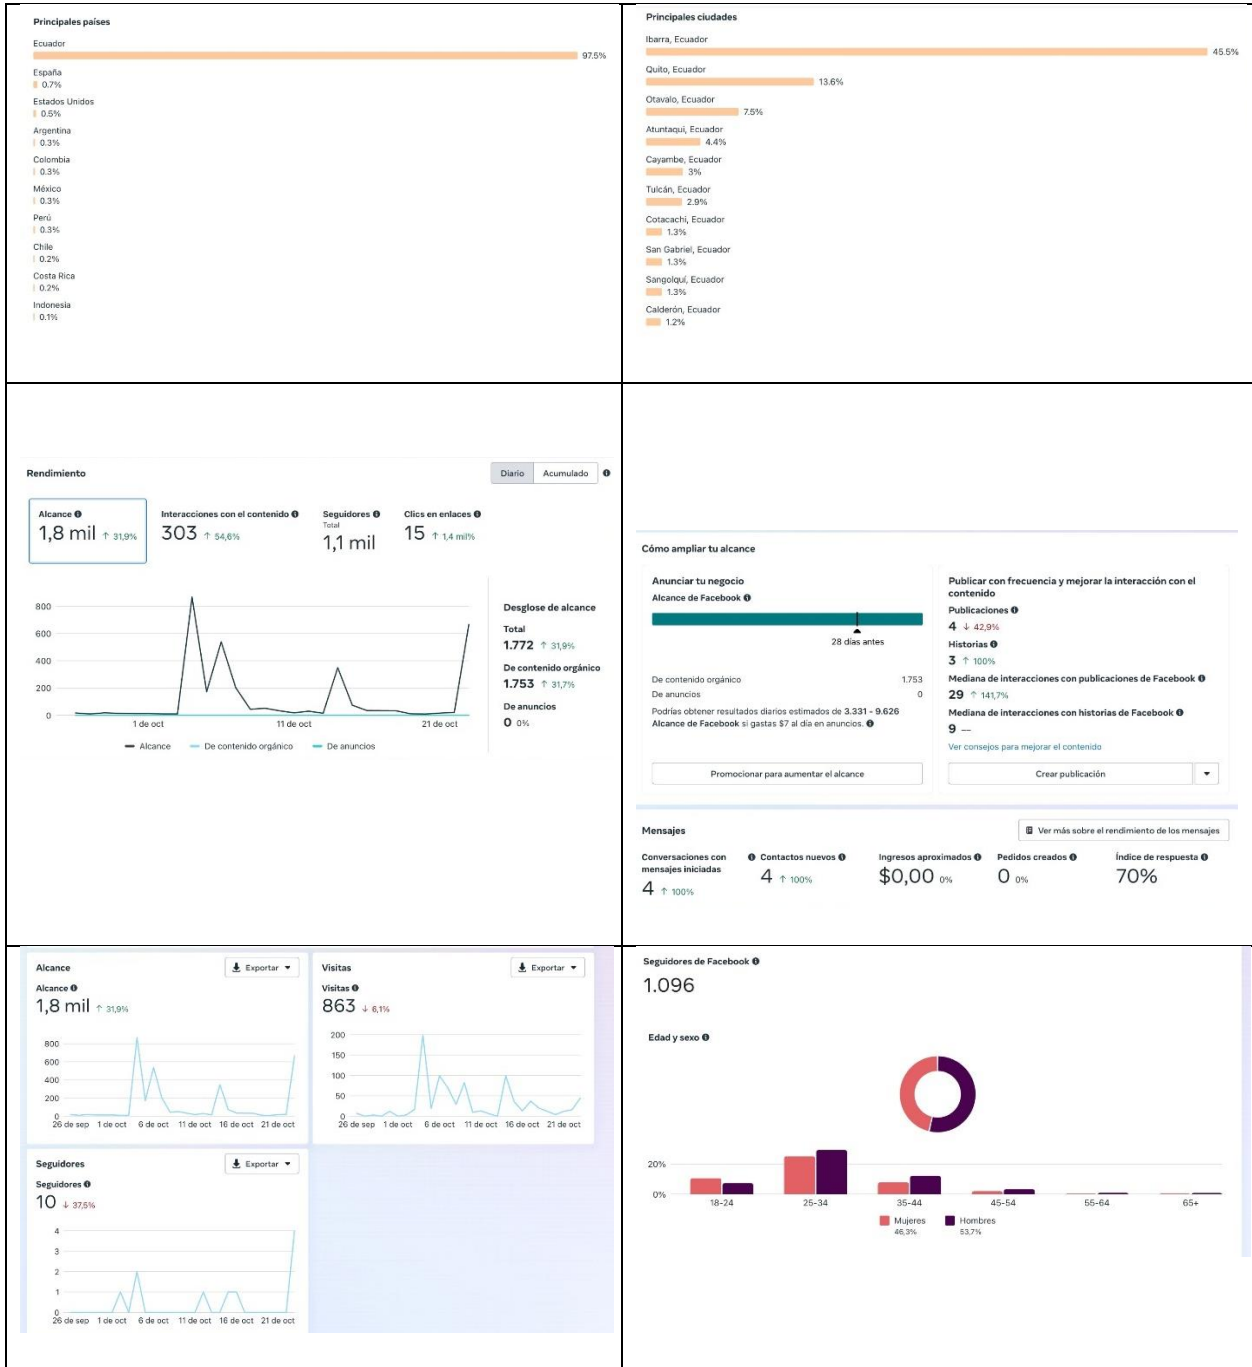 Principales países
Ecuador
97.5%
España
0.7%
Estados Unidos
0.5%
Argentina
0.3%
Colombia
0.3%
México
0.3%
Perú
0.3%
Chile
0.2%
Costa Rica
0.2%
Indonesia
0.1%
Principales ciudades
Ibarra, Ecuador
45.5%
Quito, Ecuador
13.6%
Otavalo, Ecuador
7.5%
Atuntaqui, Ecuador
4.4%
Cayambe, Ecuador
3%
Tulcán, Ecuador
2.9%
Cotacachi, Ecuador
1.3%
San Gabriel, Ecuador
1.3%
Sangolquí, Ecuador
1.3%
Calderón, Ecuador
1.2%
Rendimiento
Diario Acumulado
Alcance Interacciones con el contenido Seguidores Clics en enlaces
Total
1,8 mil ↑ 31,9% 303 ↑ 54,6% 1,1 mil 15 ↑ 1,4 mil%
800
600
400
200
0
1 de oct 11 de oct 21 de oct
Alcance De contenido orgánico De anuncios
Desglose de alcance
Total
1.772 ↑ 31,9%
De contenido orgánico
1.753 ↑ 31,7%
De anuncios
0 0%
Cómo ampliar tu alcance
Anunciar tu negocio
Alcance de Facebook
28 días antes
De contenido orgánico 1.753
De anuncios 0
Podrías obtener resultados diarios estimados de 3.331 - 9.626
Alcance de Facebook si gastas $7 al día en anuncios.
Promocionar para aumentar el alcance
Publicar con frecuencia y mejorar la interacción con el
contenido
Publicaciones
4 ↓ 42,9%
Historias
3 ↑ 100%
Mediana de interacciones con publicaciones de Facebook
29 ↑ 141,7%
Mediana de interacciones con historias de Facebook
9 --
Ver consejos para mejorar el contenido
Crear publicación
Mensajes
Ver más sobre el rendimiento de los mensajes
Conversaciones con
mensajes iniciadas
4 ↑ 100%
Contactos nuevos
4 ↑ 100%
Ingresos aproximados
$0,00 0%
Pedidos creados
0 0%
Índice de respuesta
70%
Alcance
Exportar
Alcance
1,8 mil ↑ 31,9%
800
600
400
200
0
26 de sep 1 de oct 6 de oct 11 de oct 16 de oct 21 de oct
Visitas
Exportar
Visitas
863 ↓ 6,1%
200
150
100
50
0
26 de sep 1 de oct 6 de oct 11 de oct 16 de oct 21 de oct
Seguidores
Exportar
Seguidores
10 ↓ 37,5%
4
3
2
1
0
26 de sep 1 de oct 6 de oct 11 de oct 16 de oct 21 de oct
Seguidores de Facebook
1.096
Edad y sexo
20%
0%
18-24 25-34 35-44 45-54 55-64 65+
Mujeres Hombres
46,3% 53,7%